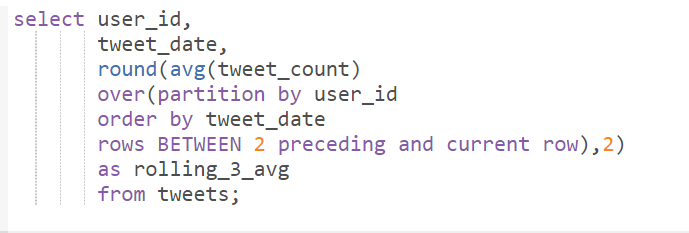 select user_id,
tweet_date,
round(avg(tweet_count)
over(partition by user_id
order by tweet_date
rows BETWEEN 2 preceding and current row),2)
as rolling_3_avg
from tweets;